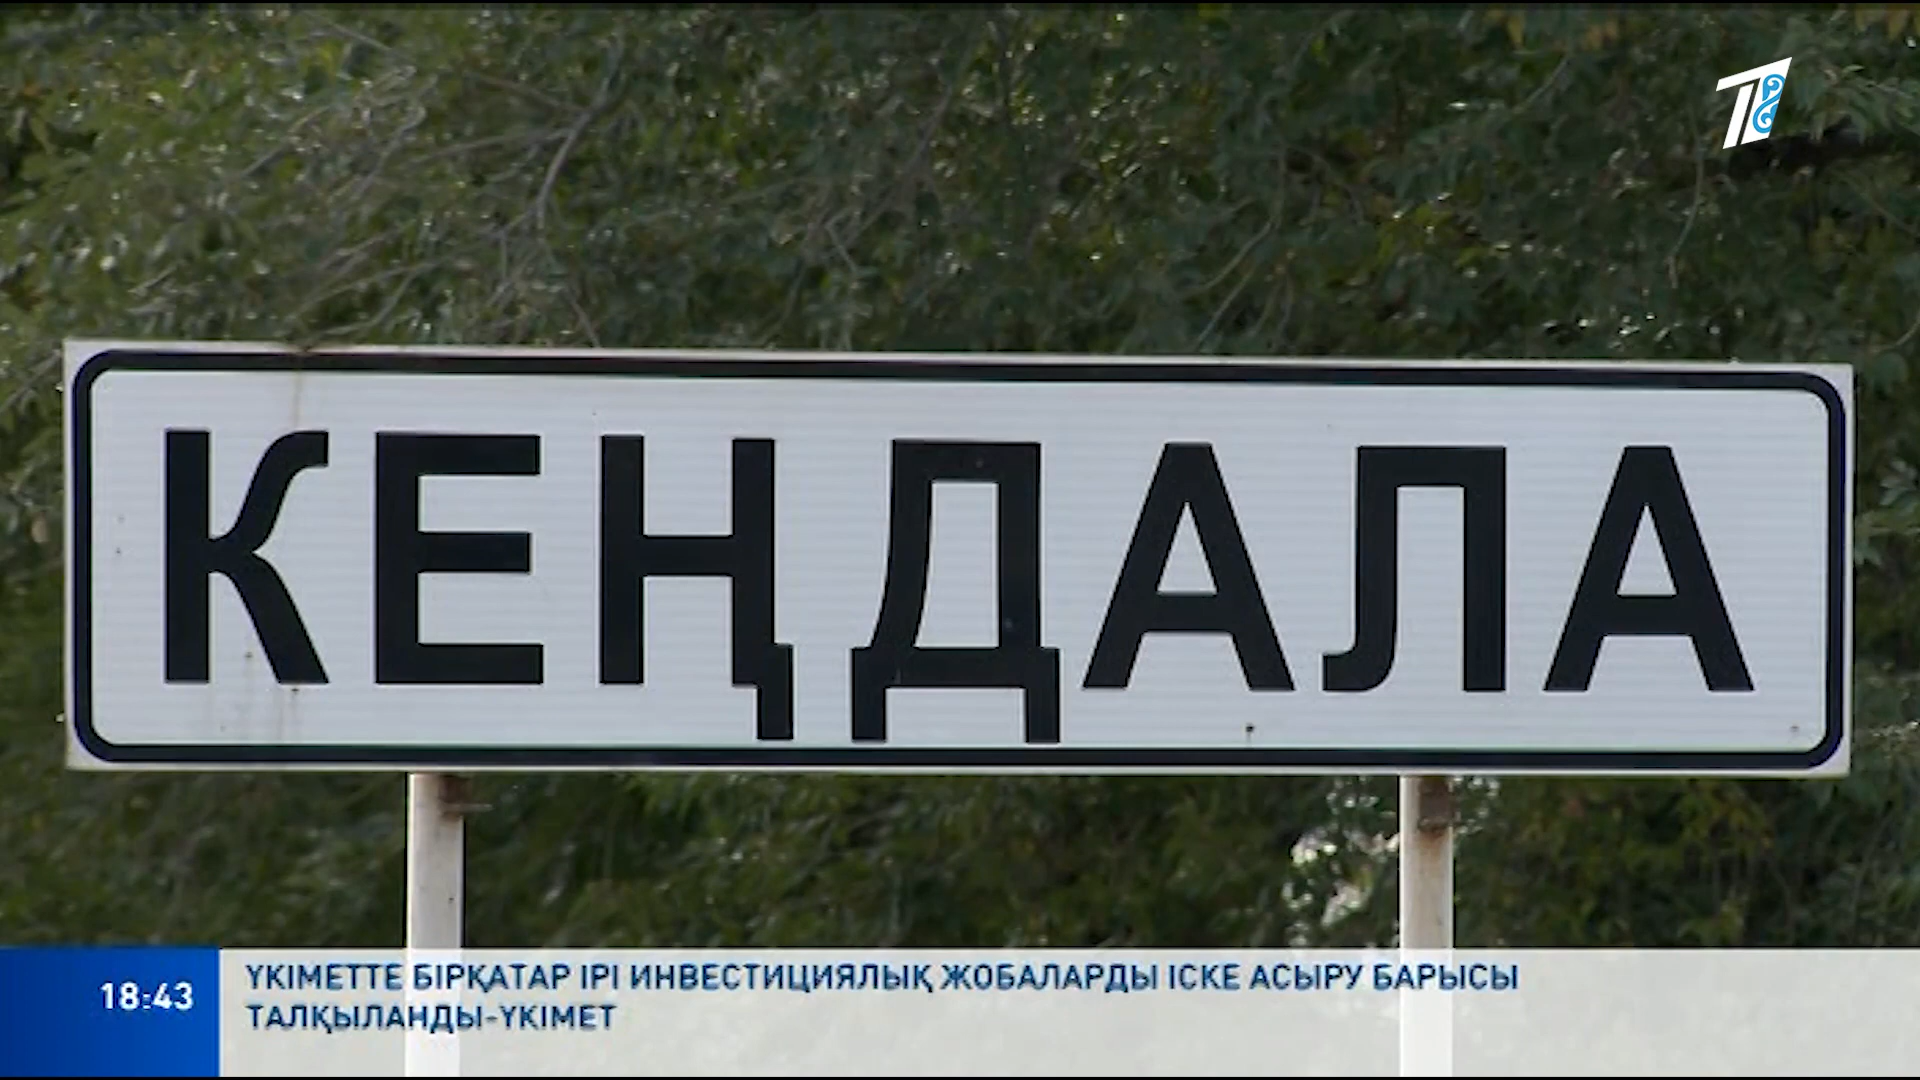 КЕҢДАЛА
18:43
ҮКІМЕТТЕ БІРҚАТАР ІРІ ИНВЕСТИЦИЯЛЫҚ ЖОБАЛАРДЫ ІСКЕ АСЫРУ БАРЫСЫ
ТАЛҚЫЛАНДЫ-ҮКІМЕТ